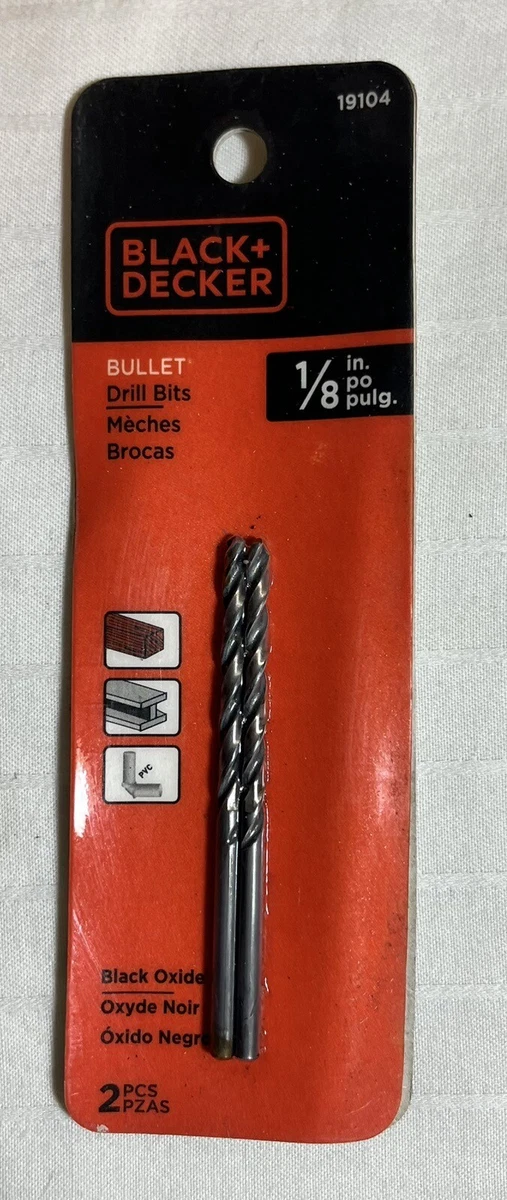 19104
BLACK+
DECKER
BULLET
Drill Bits
Mèches
Brocas
1/8 in.
po
pulg.
PVC
Black Oxide
Oxyde Noir
Óxido Negr
2 PCS
PZAS